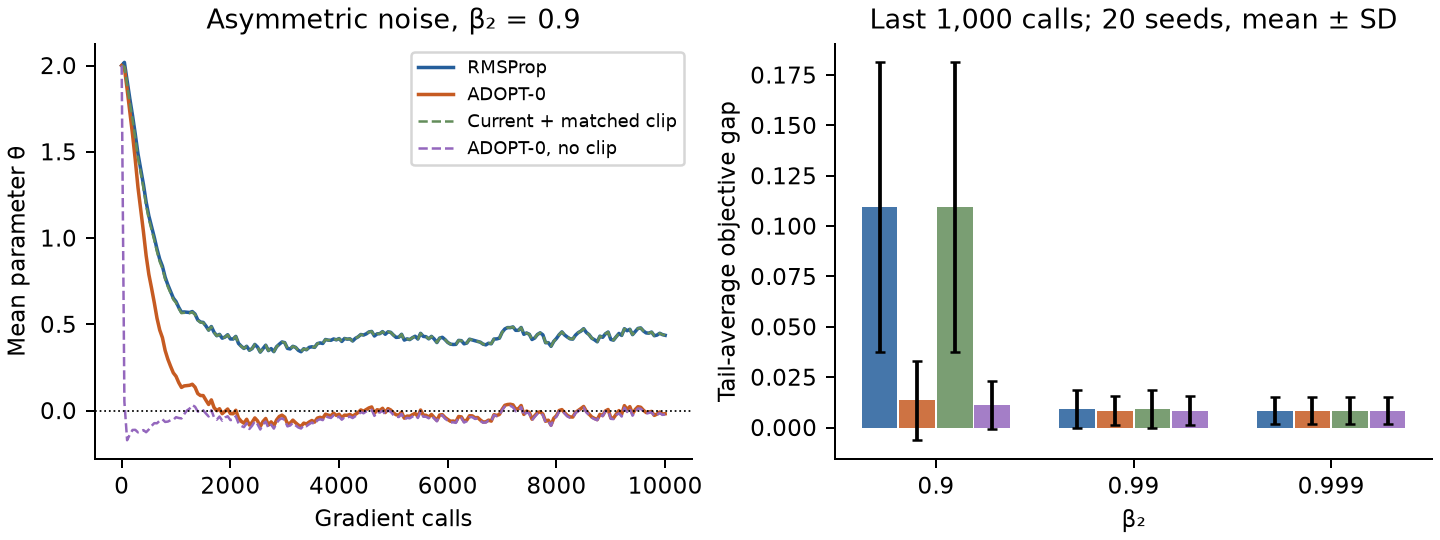 Asymmetric noise, β₂ = 0.9
Mean parameter θ
2.0
1.5
1.0
0.5
0.0
RMSProp
ADOPT-0
Current + matched clip
ADOPT-0, no clip
0
2000
4000
6000
8000
10000
Gradient calls
Last 1,000 calls; 20 seeds, mean ± SD
Tail-average objective gap
0.175
0.150
0.125
0.100
0.075
0.050
0.025
0.000
0.9
0.99
0.999
β₂